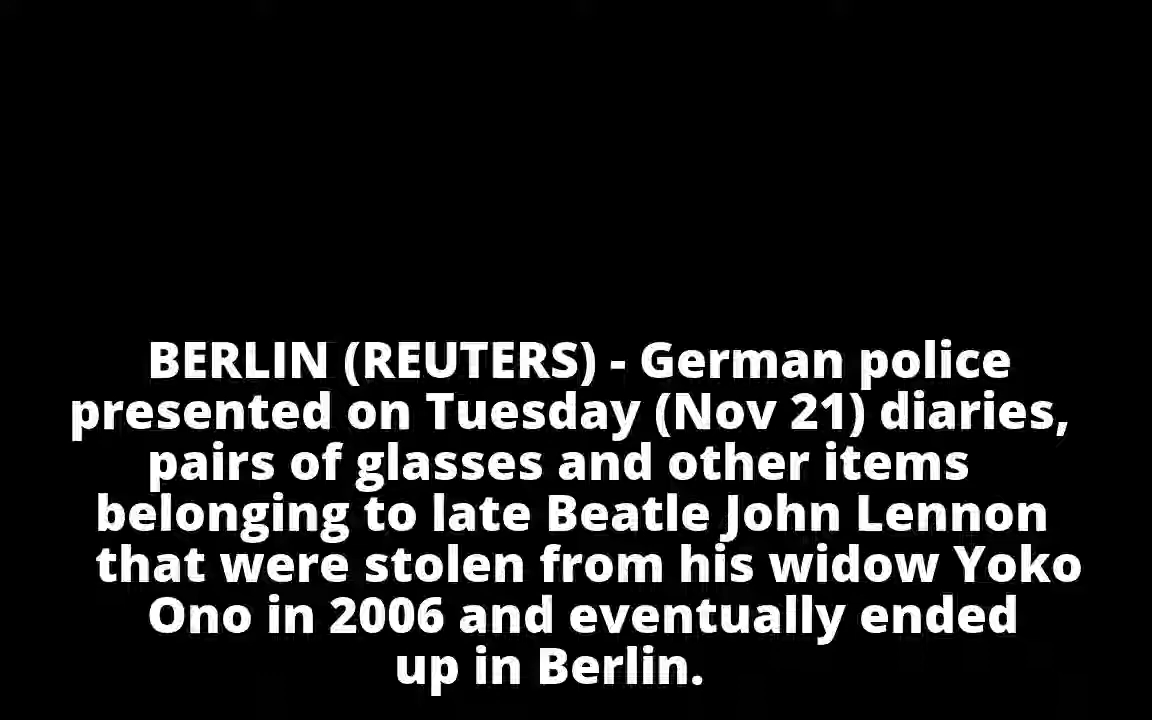 BERLIN (REUTERS) - German police
presented on Tuesday (Nov 21) diaries,
pairs of glasses and other items
belonging to late Beatle John Lennon
that were stolen from his widow Yoko
Ono in 2006 and eventually ended
up in Berlin.